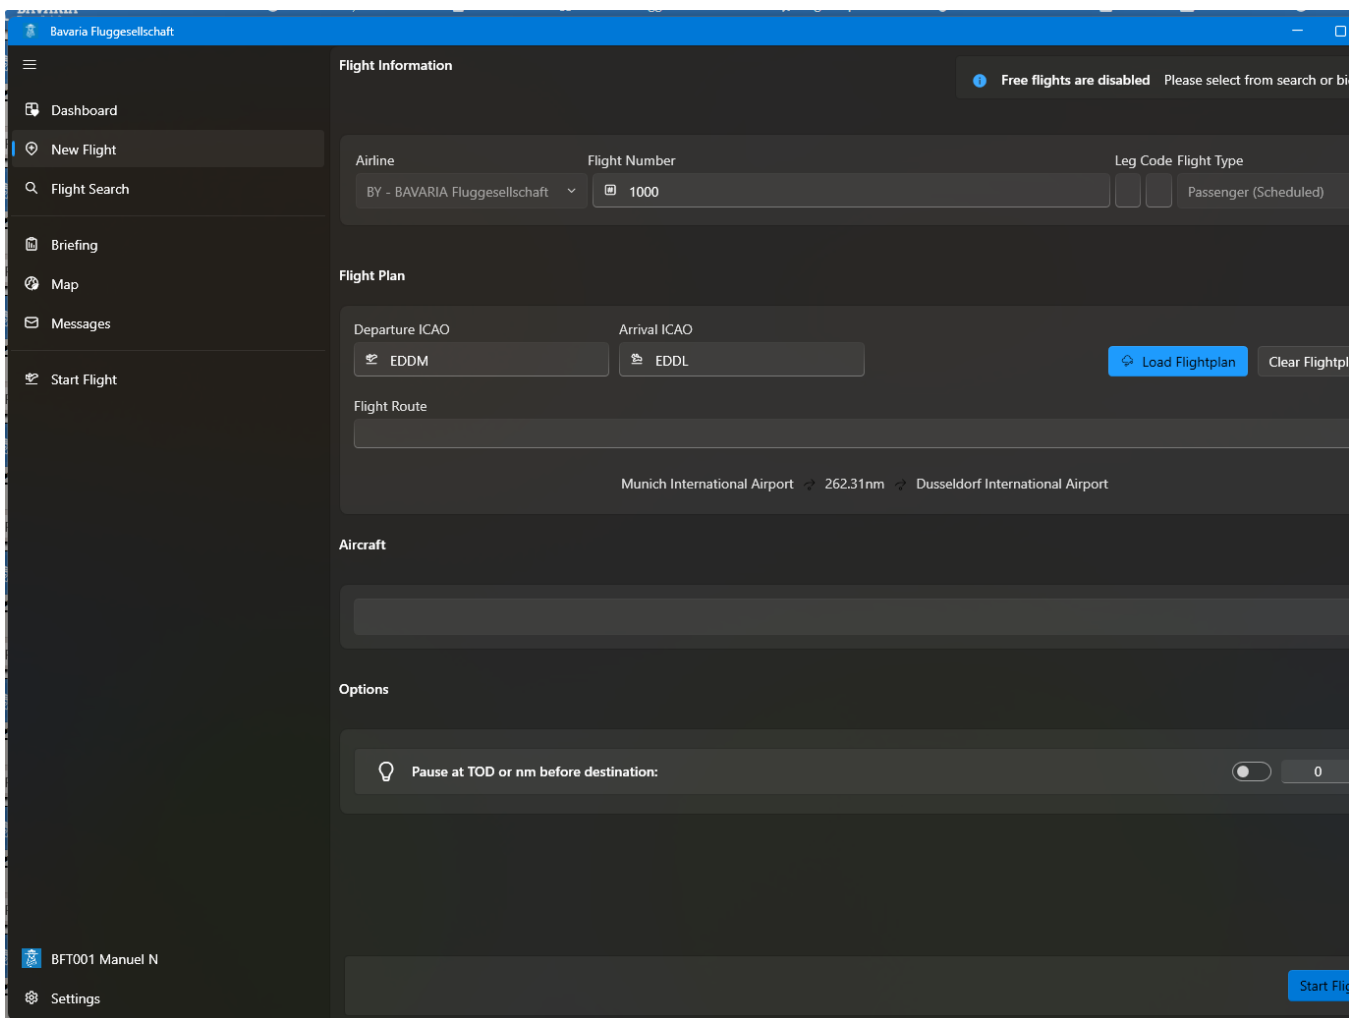 Bavaria Fluggesellschaft
Flight Information
Free flights are disabled Please select from search or bi
Dashboard
New Flight
Flight Search
Briefing
Map
Messages
Start Flight
Airline
Flight Number
Leg Code
Flight Type
BY - BAVARIA Fluggesellschaft
1000
Passenger (Scheduled)
Flight Plan
Departure ICAO
Arrival ICAO
EDDM
EDDL
Load Flightplan
Clear Flightpl
Flight Route
Munich International Airport 262.31nm Dusseldorf International Airport
Aircraft
Options
Pause at TOD or nm before destination:
0
BFT001 Manuel N
Settings
Start Flig